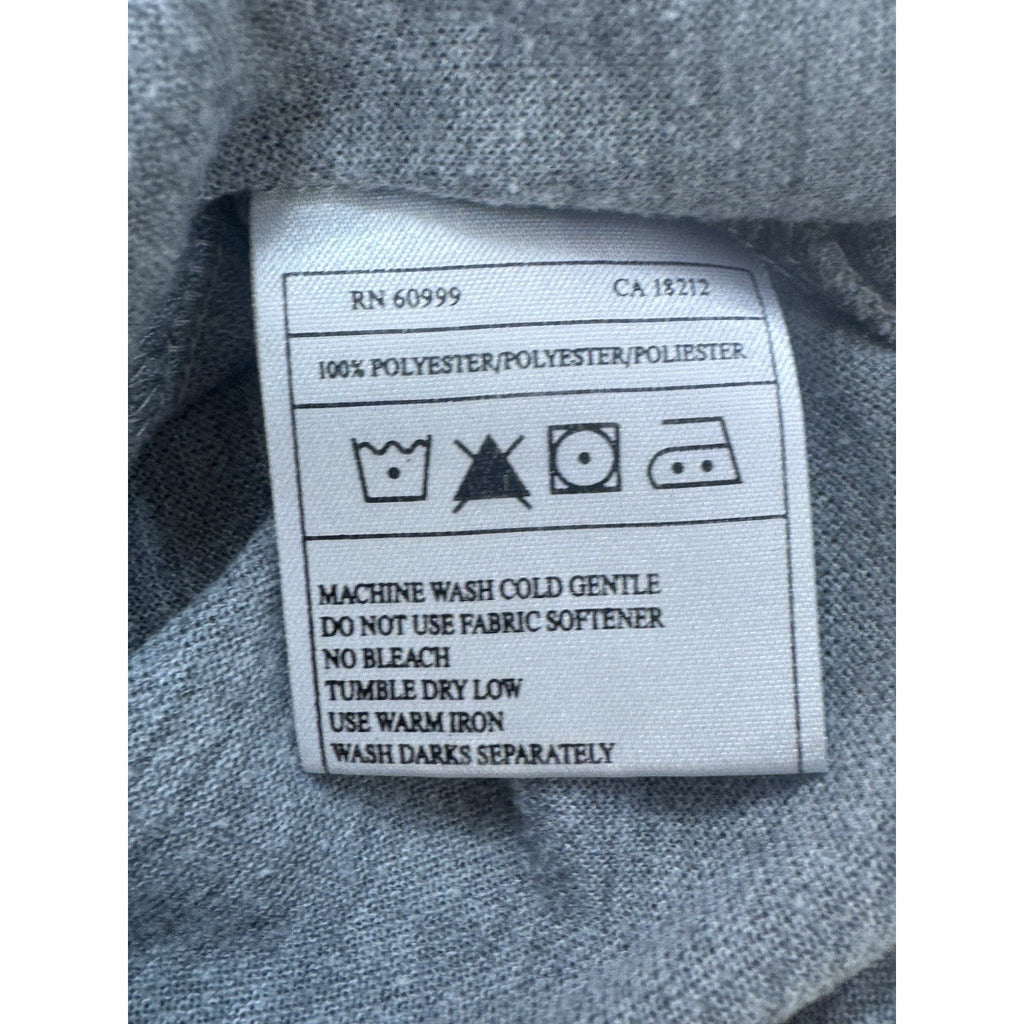 RN 60999 CA 18212
100% POLYESTER/POLYESTER/POLIESTER
MACHINE WASH COLD GENTLE
DO NOT USE FABRIC SOFTENER
NO BLEACH
TUMBLE DRY LOW
USE WARM IRON
WASH DARKS SEPARATELY